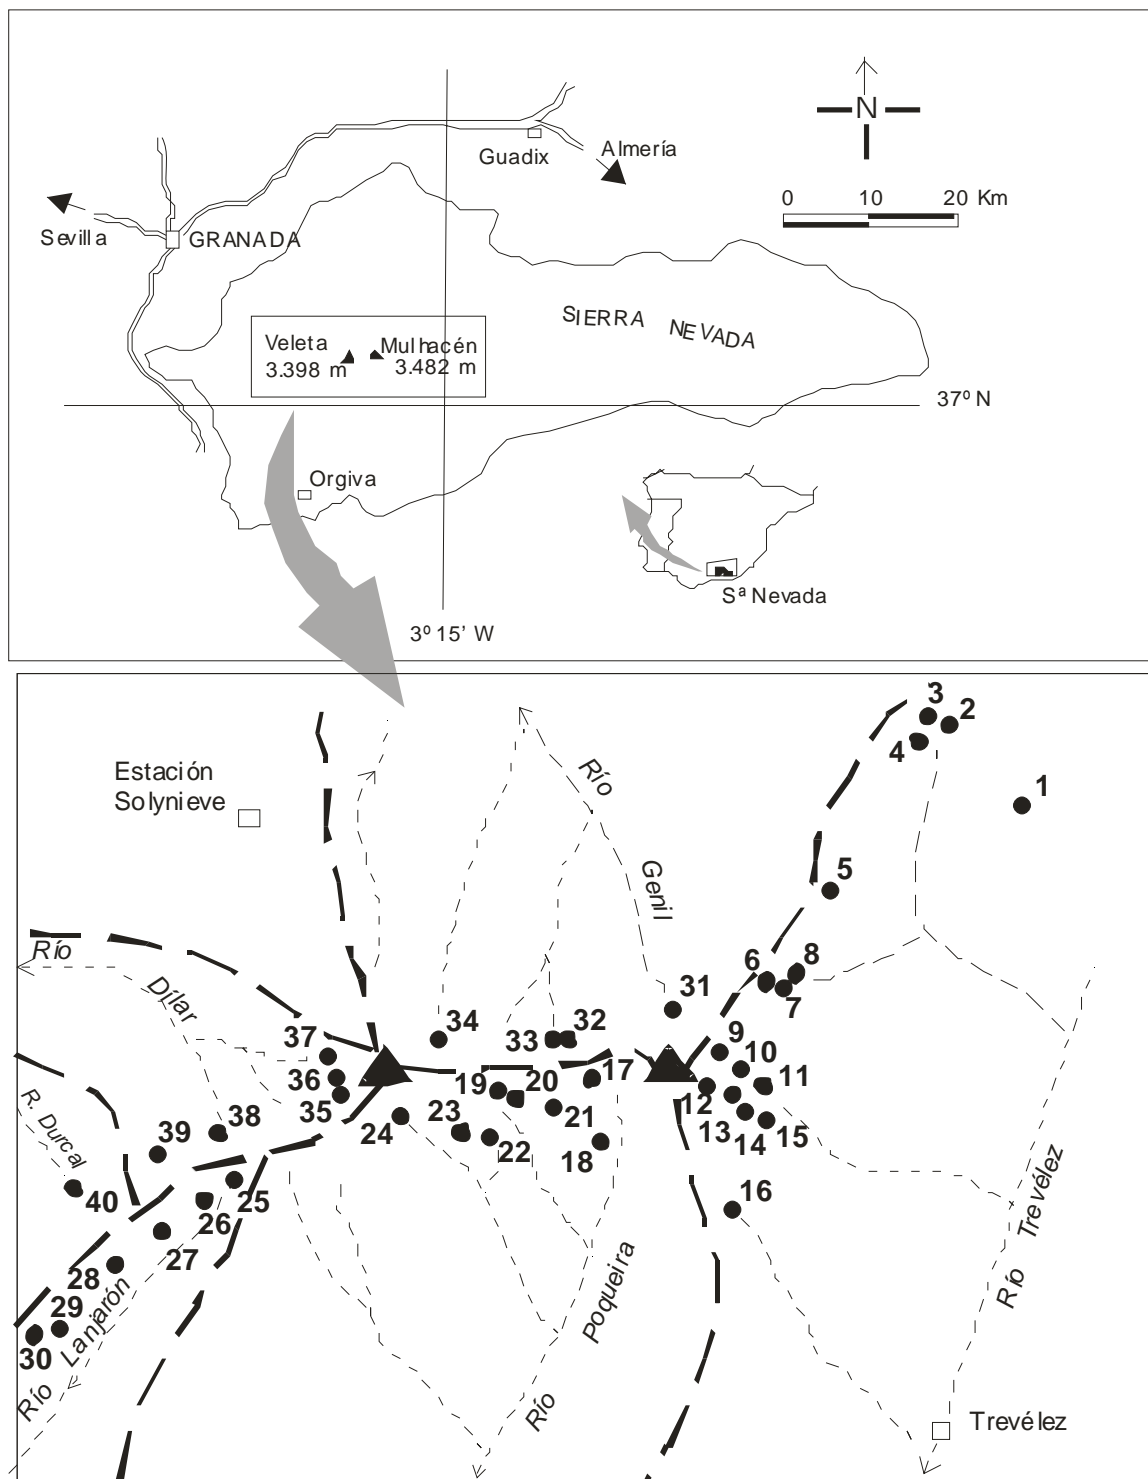 N
0 10 20 Km
Guadix
Almería
Sevilla
GRANADA
SIERRA NEVADA
Veleta
3.398 m
Mulhacén
3.482 m
37º N
Orgiva
Sª Nevada
3º 15' W
3
2
4
1
Estación
Solynieve
Río
Genil
5
Río
Dílar
6
8
7
31
34
33
32
9
10
11
37
36
35
19
20
17
12
13
14
15
R. Durcal
39
38
24
23
22
21
18
40
25
26
16
27
28
29
30
Río Lanjarón
Río
Poqueira
Río Trevélez
Trevélez